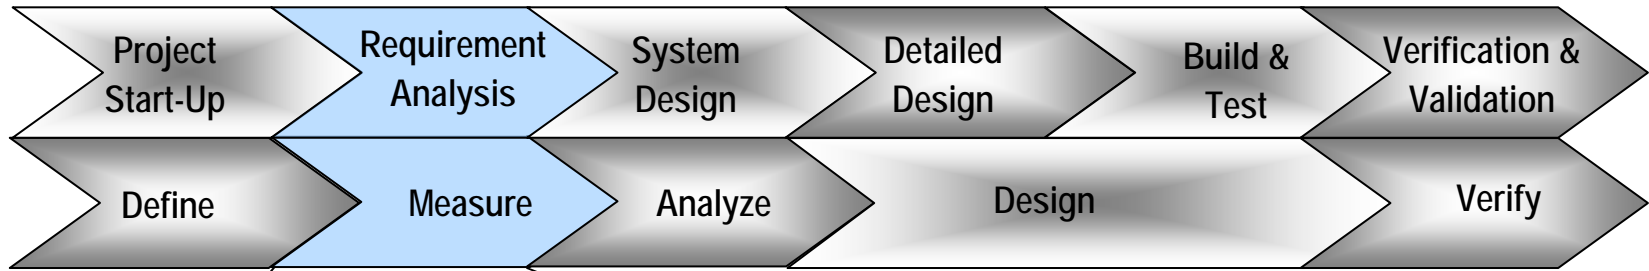 Project
Start-Up
Requirement
Analysis
System
Design
Detailed
Design
Build &
Test
Verification &
Validation
Define
Measure
Analyze
Design
Verify